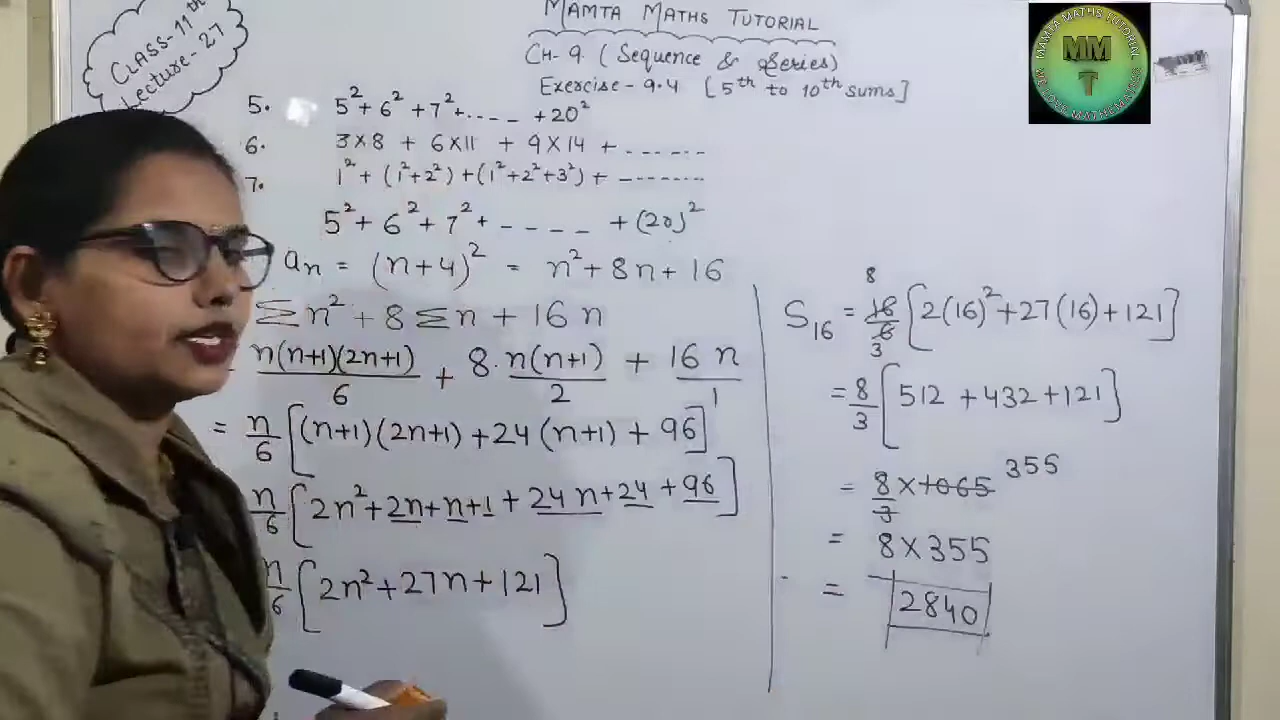 CLASS-11th
Lecture-27
MAMTA MATHS TUTORIAL
Ch-9 (Sequence & Series)
Exercise-9.4 [5th to 10th sums]
5. 5²+6²+7²+.---- +20²
6. 3×8 + 6×11 + 9×14 + ------
7. 1²+(1²+2²)+(1²+2²+3²)+ -------
5²+6²+7²+ ---- +(20)²
an = (n+4)² = n²+8n+16
Σn²+8Σn+16n
n(n+1)(2n+1)/6 + 8.n(n+1)/2 + 16n/1
= n/6[(n+1)(2n+1)+24(n+1)+96]
n/6[2n²+2n+n+1+24n+24+96]
n/6[2n²+27n+121]
8
S16 = 16/6[2(16)²+27(16)+121]
3
= 8/3[512+432+121]
= 8/3×1065 355
= 8×355
= 2840
MAMTA MATHS TUTORIAL
MM
T